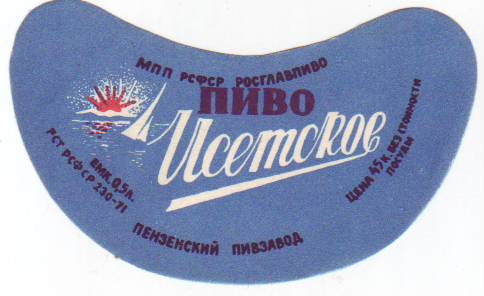 МПП РСФСР РОСГЛАВПИВО
ПИВО
Исетское
ЕМК. 0,5 л.
РСТ РСФСР 230-71
ЦЕНА 45 к. БЕЗ СТОИМОСТИ
ПОСУДЫ
ПЕНЗЕНСКИЙ ПИВЗАВОД